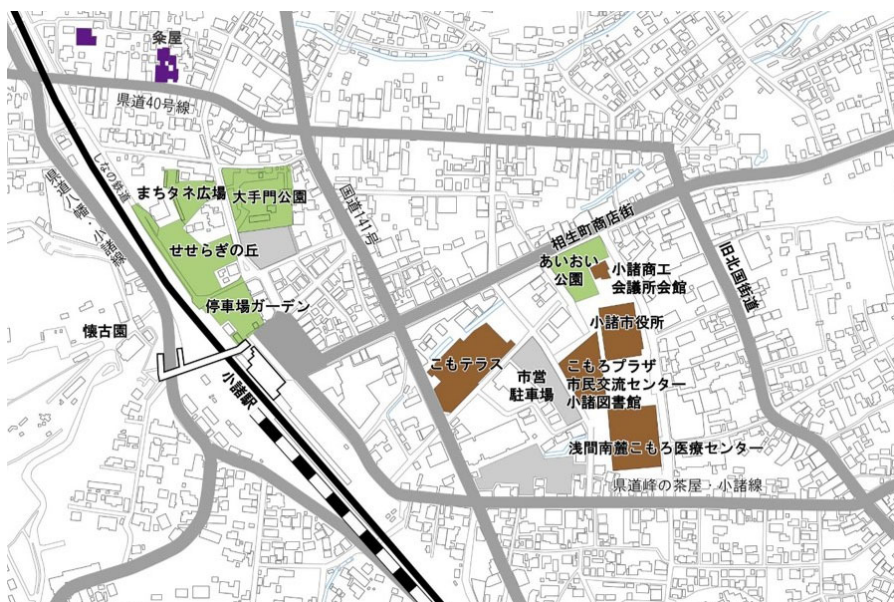 粂屋
県道40号線
しなの鉄道
県道八幡・小諸線
まちタネ広場
大手門公園
国道141号
せせらぎの丘
停車場ガーデン
懐古園
小諸駅
相生町商店街
旧北国街道
あいおい
公園
小諸商工
会議所会館
小諸市役所
こもテラス
市営
駐車場
こもろプラザ
市民交流センター
小諸図書館
浅間南麓こもろ医療センター
県道峰の茶屋・小諸線